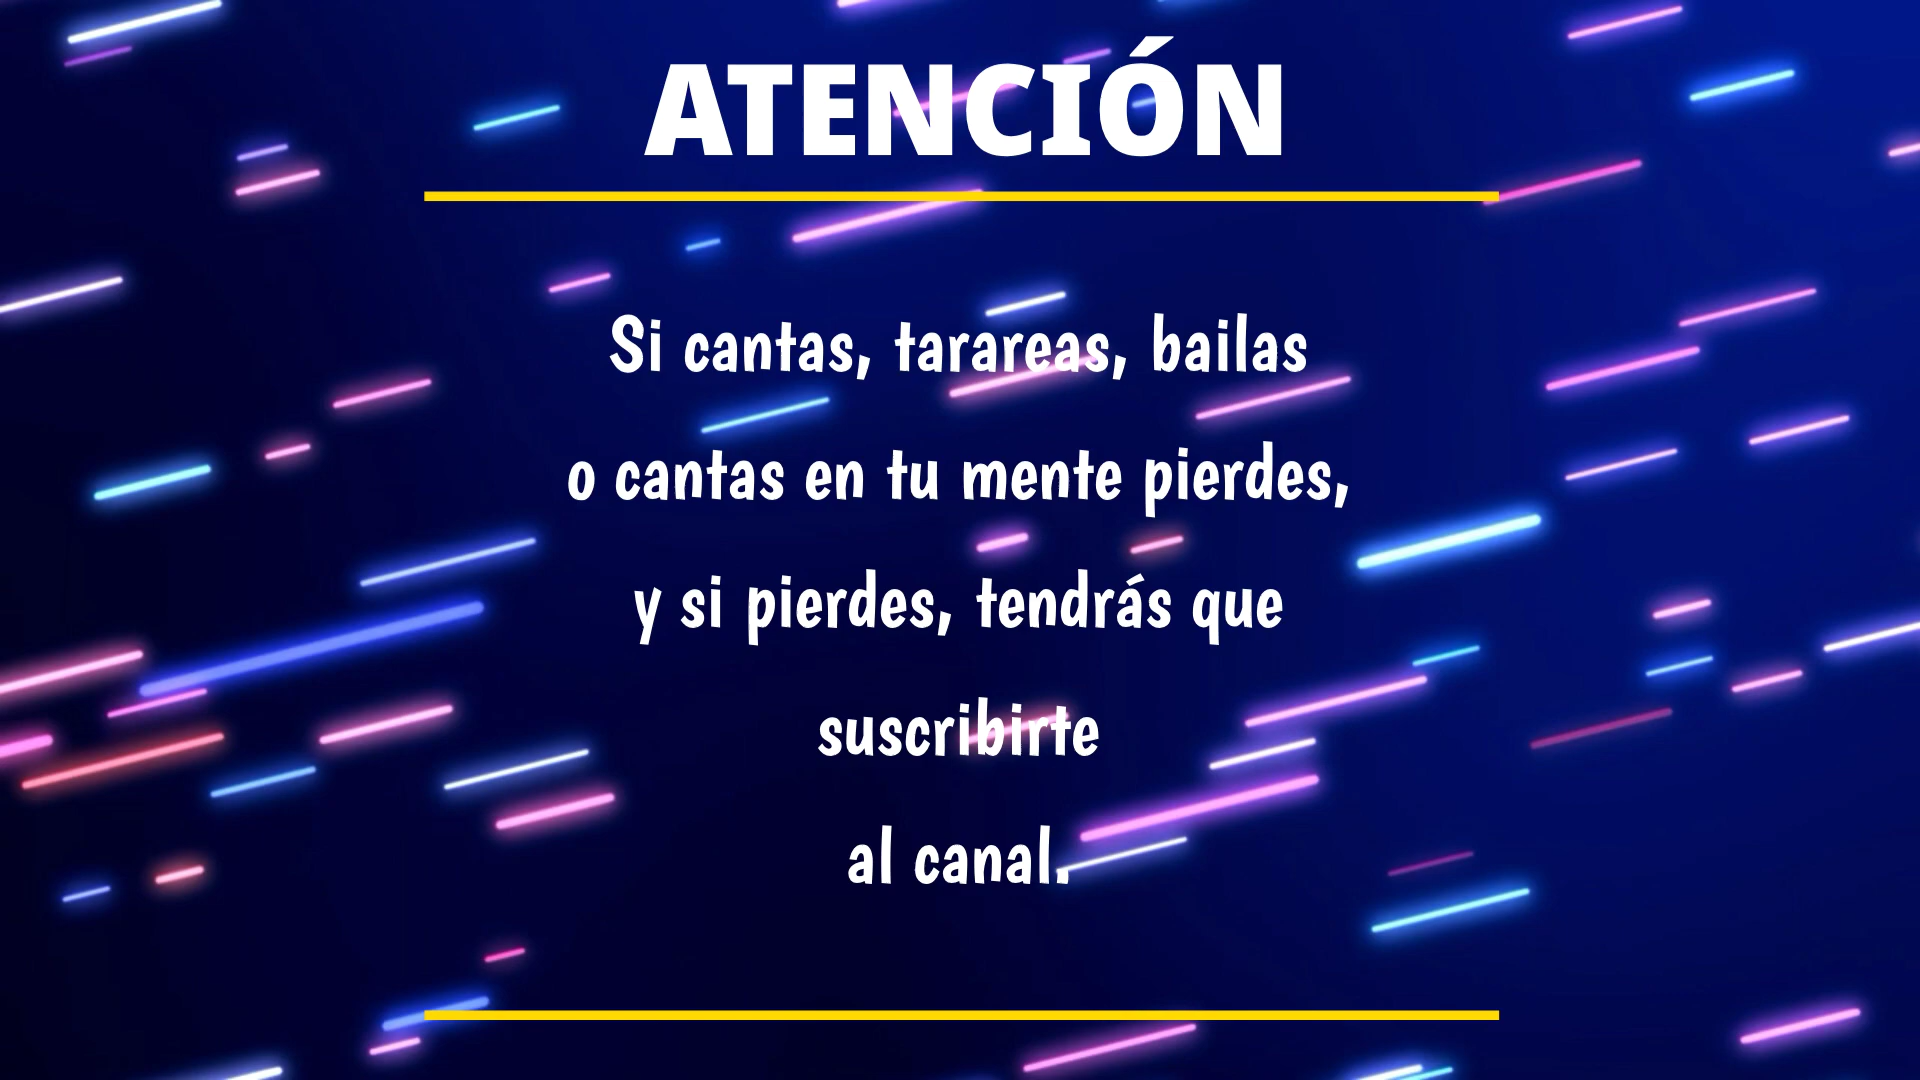 ATENCIÓN
Si cantas, tarareas, bailas
o cantas en tu mente pierdes,
y si pierdes, tendrás que
suscribirte
al canal.